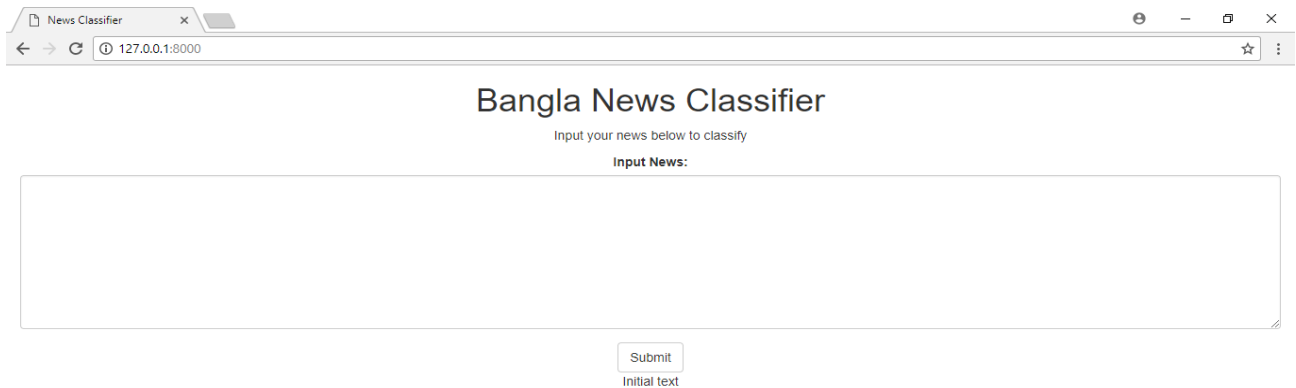 News Classifier
127.0.0.1:8000
Bangla News Classifier
Input your news below to classify
Input News:
Submit
Initial text